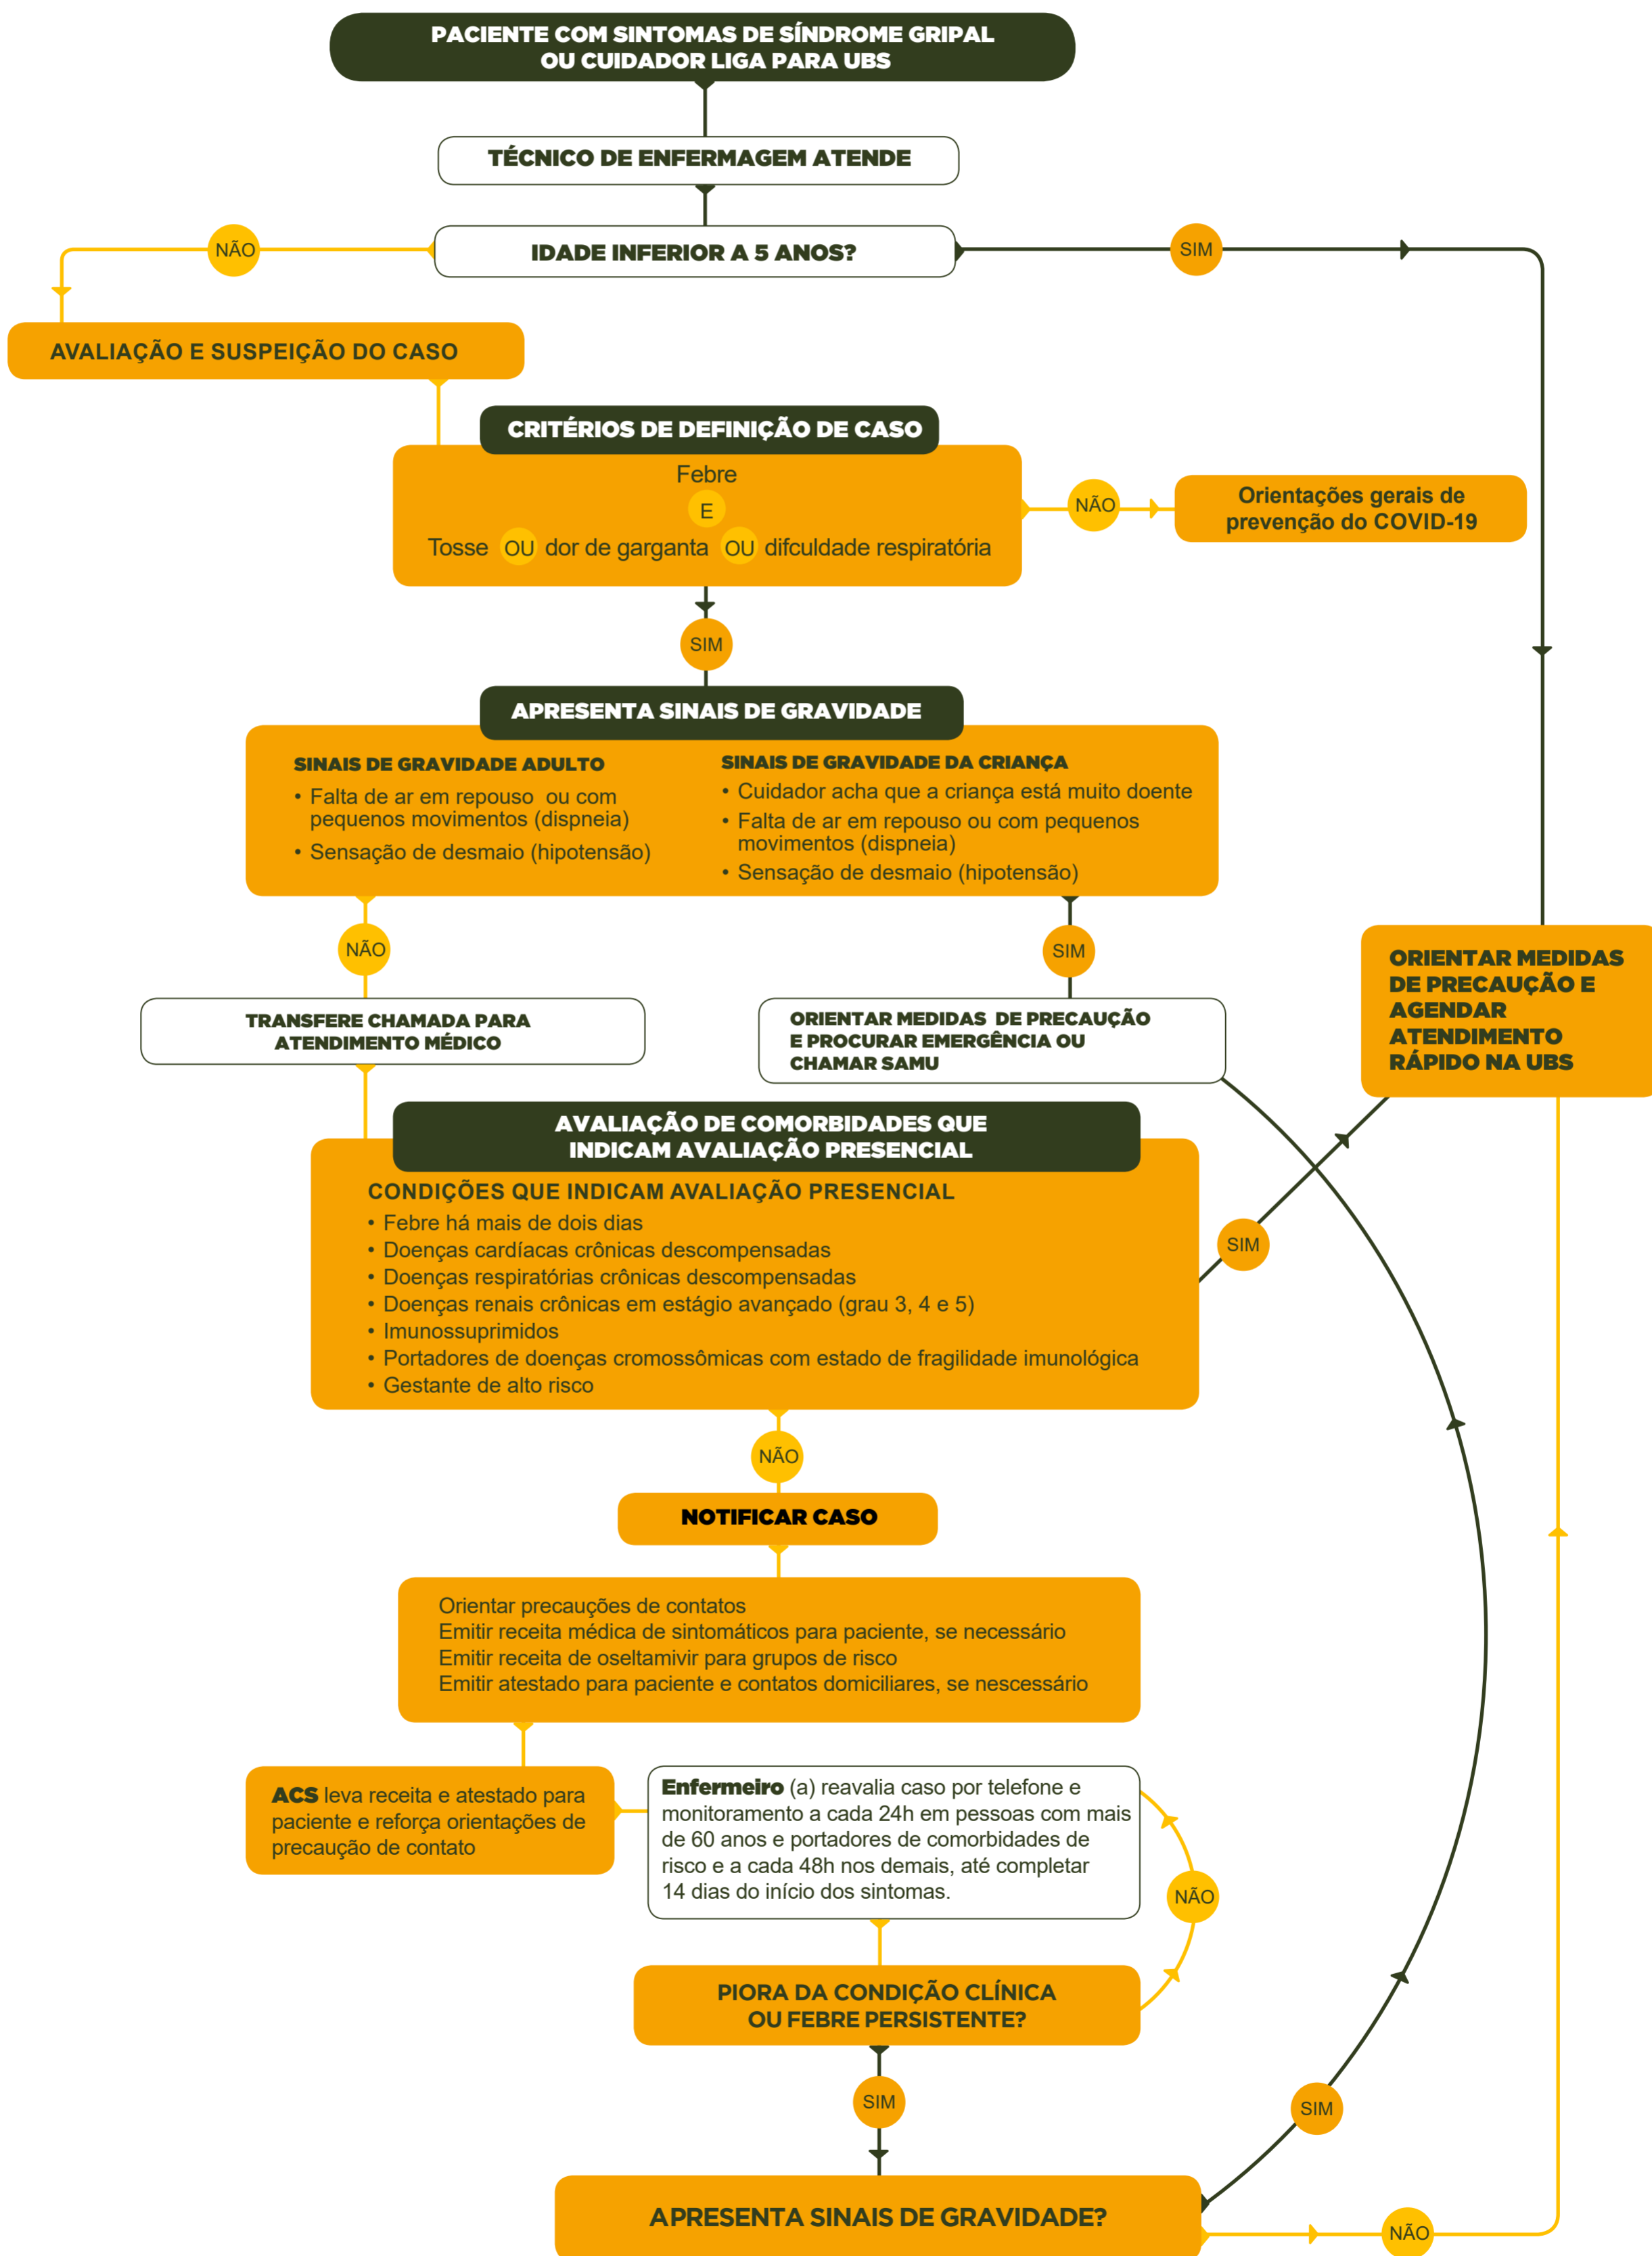 PACIENTE COM SINTOMAS DE SÍNDROME GRIPAL
OU CUIDADOR LIGA PARA UBS
TÉCNICO DE ENFERMAGEM ATENDE
NÃO
IDADE INFERIOR A 5 ANOS?
SIM
AVALIAÇÃO E SUSPEIÇÃO DO CASO
CRITÉRIOS DE DEFINIÇÃO DE CASO
Febre
E
Tosse OU dor de garganta OU difculdade respiratória
NÃO
Orientações gerais de
prevenção do COVID-19
SIM
APRESENTA SINAIS DE GRAVIDADE
SINAIS DE GRAVIDADE ADULTO
• Falta de ar em repouso ou com
pequenos movimentos (dispneia)
• Sensação de desmaio (hipotensão)
SINAIS DE GRAVIDADE DA CRIANÇA
• Cuidador acha que a criança está muito doente
• Falta de ar em repouso ou com pequenos
movimentos (dispneia)
• Sensação de desmaio (hipotensão)
NÃO
SIM
TRANSFERE CHAMADA PARA
ATENDIMENTO MÉDICO
ORIENTAR MEDIDAS DE PRECAUÇÃO
E PROCURAR EMERGÊNCIA OU
CHAMAR SAMU
ORIENTAR MEDIDAS
DE PRECAUÇÃO E
AGENDAR
ATENDIMENTO
RÁPIDO NA UBS
AVALIAÇÃO DE COMORBIDADES QUE
INDICAM AVALIAÇÃO PRESENCIAL
CONDIÇÕES QUE INDICAM AVALIAÇÃO PRESENCIAL
• Febre há mais de dois dias
• Doenças cardíacas crônicas descompensadas
• Doenças respiratórias crônicas descompensadas
• Doenças renais crônicas em estágio avançado (grau 3, 4 e 5)
• Imunossuprimidos
• Portadores de doenças cromossômicas com estado de fragilidade imunológica
• Gestante de alto risco
SIM
NÃO
NOTIFICAR CASO
Orientar precauções de contatos
Emitir receita médica de sintomáticos para paciente, se necessário
Emitir receita de oseltamivir para grupos de risco
Emitir atestado para paciente e contatos domiciliares, se nescessário
ACS leva receita e atestado para
paciente e reforça orientações de
precaução de contato
Enfermeiro (a) reavalia caso por telefone e
monitoramento a cada 24h em pessoas com mais
de 60 anos e portadores de comorbidades de
risco e a cada 48h nos demais, até completar
14 dias do início dos sintomas.
NÃO
PIORA DA CONDIÇÃO CLÍNICA
OU FEBRE PERSISTENTE?
SIM
SIM
APRESENTA SINAIS DE GRAVIDADE?
NÃO